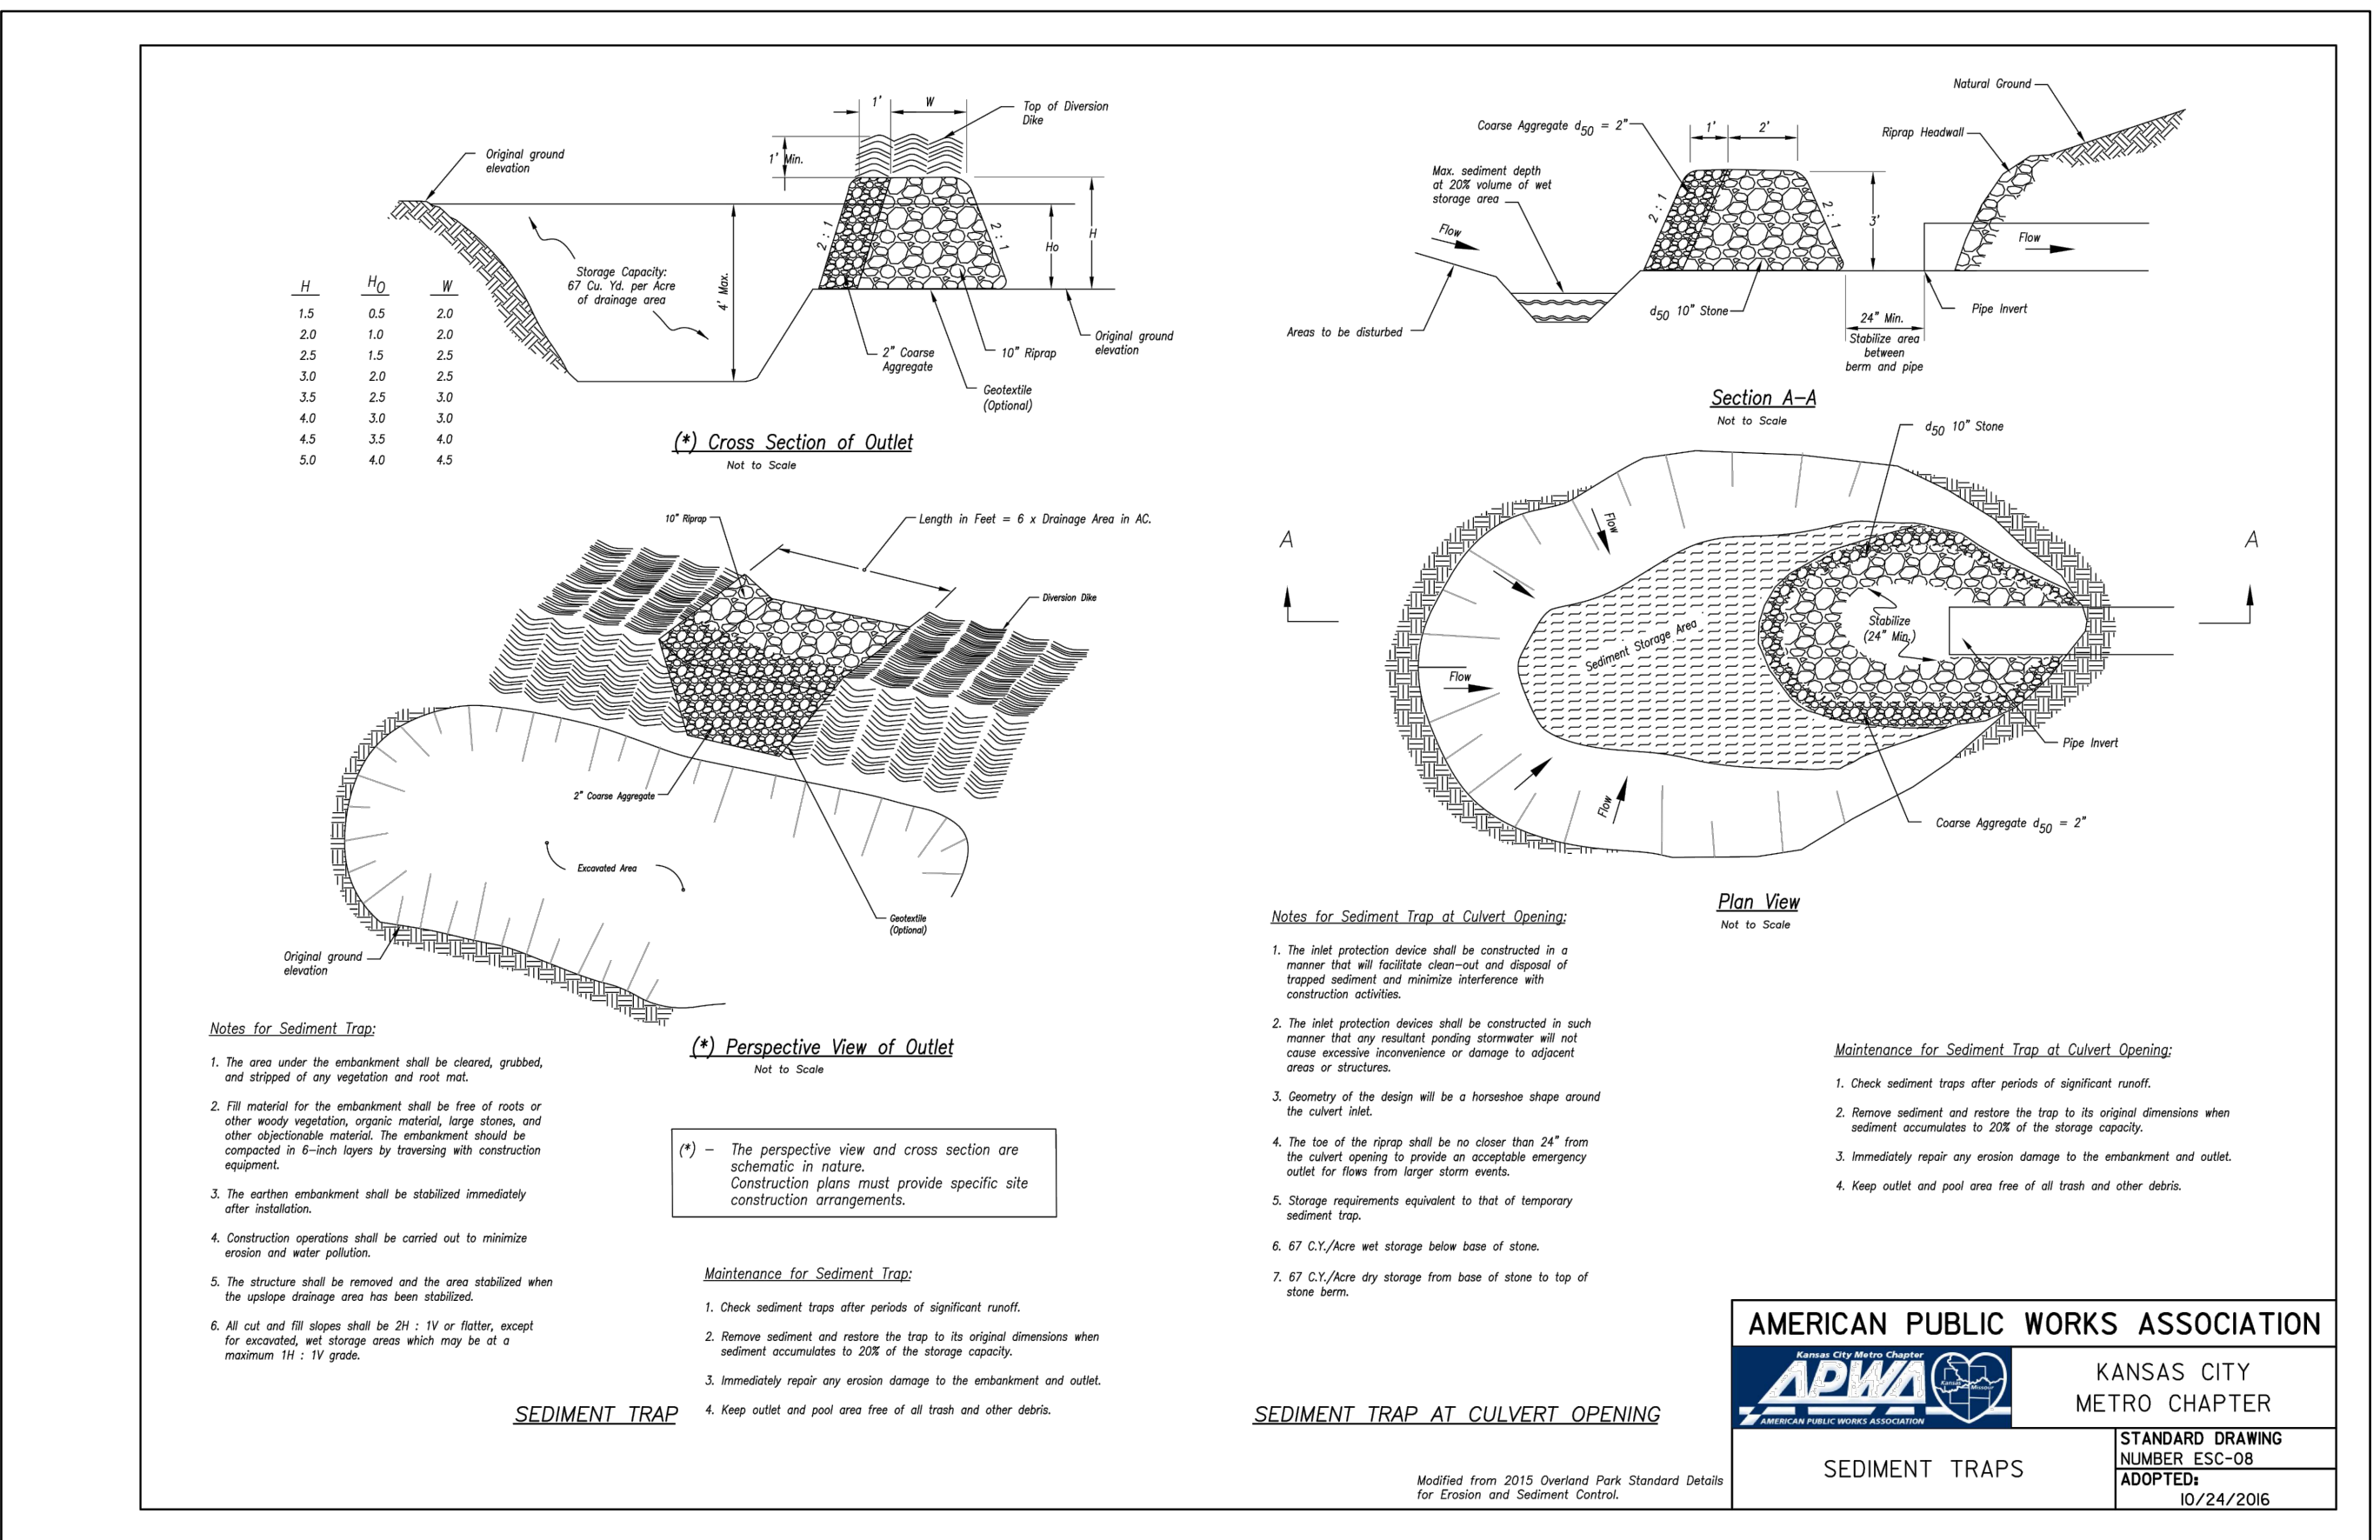 1'
W
Top of Diversion
Dike
1' Min.
Original ground
elevation
Storage Capacity:
67 Cu. Yd. per Acre
of drainage area
4' Max.
2 : 1
2 : 1
Ho
H
H HO W
1.5 0.5 2.0
2.0 1.0 2.0
2.5 1.5 2.5
3.0 2.0 2.5
3.5 2.5 3.0
4.0 3.0 3.0
4.5 3.5 4.0
5.0 4.0 4.5
2" Coarse
Aggregate
10" Riprap
Original ground
elevation
Geotextile
(Optional)
(*) Cross Section of Outlet
Not to Scale
10" Riprap
Length in Feet = 6 x Drainage Area in AC.
Diversion Dike
2" Coarse Aggregate
Excavated Area
Geotextile
(Optional)
Original ground
elevation
(*) Perspective View of Outlet
Not to Scale
Notes for Sediment Trap:
1. The area under the embankment shall be cleared, grubbed,
and stripped of any vegetation and root mat.
2. Fill material for the embankment shall be free of roots or
other woody vegetation, organic material, large stones, and
other objectionable material. The embankment should be
compacted in 6-inch layers by traversing with construction
equipment.
3. The earthen embankment shall be stabilized immediately
after installation.
4. Construction operations shall be carried out to minimize
erosion and water pollution.
5. The structure shall be removed and the area stabilized when
the upslope drainage area has been stabilized.
6. All cut and fill slopes shall be 2H : 1V or flatter, except
for excavated, wet storage areas which may be at a
maximum 1H : 1V grade.
(*) - The perspective view and cross section are
schematic in nature.
Construction plans must provide specific site
construction arrangements.
Maintenance for Sediment Trap:
1. Check sediment traps after periods of significant runoff.
2. Remove sediment and restore the trap to its original dimensions when
sediment accumulates to 20% of the storage capacity.
3. Immediately repair any erosion damage to the embankment and outlet.
4. Keep outlet and pool area free of all trash and other debris.
SEDIMENT TRAP
Natural Ground
Coarse Aggregate d50 = 2"
1'
2'
Riprap Headwall
Max. sediment depth
at 20% volume of wet
storage area
2 : 1
2 : 1
3'
Flow
Flow
Areas to be disturbed
d50 10" Stone
24" Min.
Stabilize area
between
berm and pipe
Pipe Invert
Section A-A
Not to Scale
d50 10" Stone
A
A
Flow
Flow
Flow
Sediment Storage Area
Stabilize
(24" Min.)
Pipe Invert
Coarse Aggregate d50 = 2"
Plan View
Not to Scale
Notes for Sediment Trap at Culvert Opening:
1. The inlet protection device shall be constructed in a
manner that will facilitate clean-out and disposal of
trapped sediment and minimize interference with
construction activities.
2. The inlet protection devices shall be constructed in such
manner that any resultant ponding stormwater will not
cause excessive inconvenience or damage to adjacent
areas or structures.
3. Geometry of the design will be a horseshoe shape around
the culvert inlet.
4. The toe of the riprap shall be no closer than 24" from
the culvert opening to provide an acceptable emergency
outlet for flows from larger storm events.
5. Storage requirements equivalent to that of temporary
sediment trap.
6. 67 C.Y./Acre wet storage below base of stone.
7. 67 C.Y./Acre dry storage from base of stone to top of
stone berm.
Maintenance for Sediment Trap at Culvert Opening:
1. Check sediment traps after periods of significant runoff.
2. Remove sediment and restore the trap to its original dimensions when
sediment accumulates to 20% of the storage capacity.
3. Immediately repair any erosion damage to the embankment and outlet.
4. Keep outlet and pool area free of all trash and other debris.
SEDIMENT TRAP AT CULVERT OPENING
Modified from 2015 Overland Park Standard Details
for Erosion and Sediment Control.
AMERICAN PUBLIC WORKS ASSOCIATION
Kansas City Metro Chapter
APWA
Kansas
Missouri
AMERICAN PUBLIC WORKS ASSOCIATION
KANSAS CITY
METRO CHAPTER
SEDIMENT TRAPS
STANDARD DRAWING
NUMBER ESC-08
ADOPTED:
10/24/2016